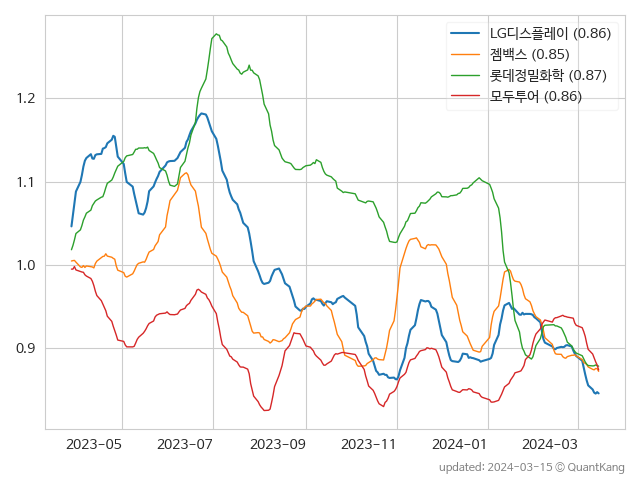 LG디스플레이 (0.86)
젬백스 (0.85)
롯데정밀화학 (0.87)
모두투어 (0.86)
1.2
1.1
1.0
0.9
2023-05 2023-07 2023-09 2023-11 2024-01 2024-03
updated: 2024-03-15 © QuantKang